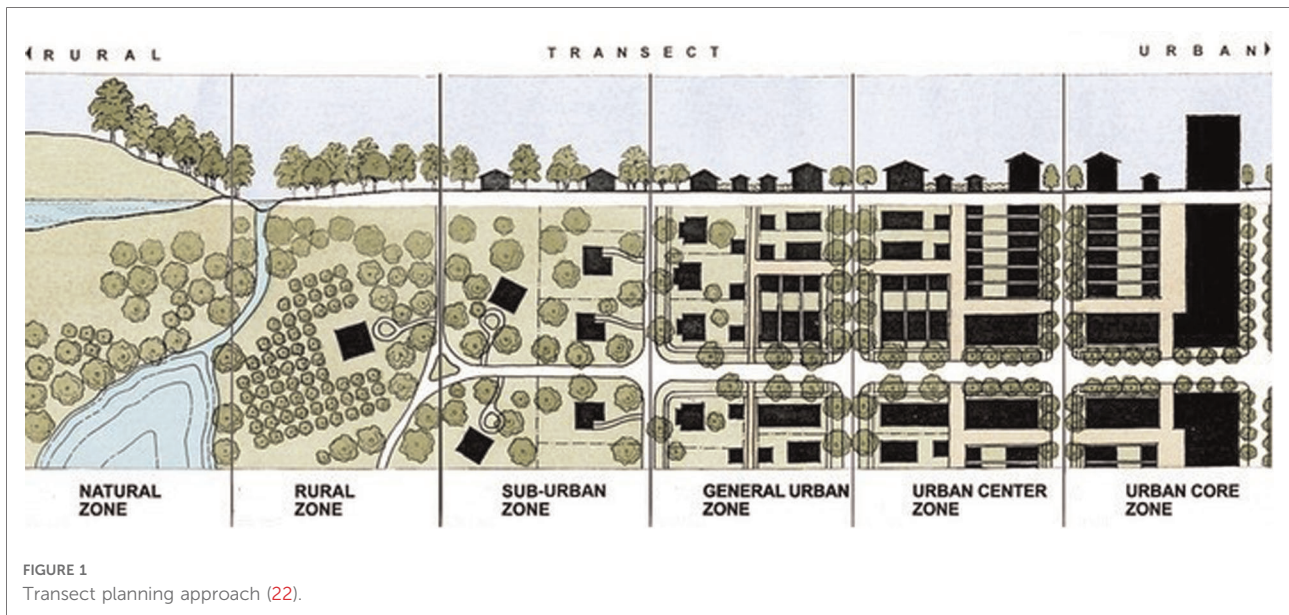 RURAL TRANSECT URBAN
NATURAL
ZONE
RURAL
ZONE
SUB-URBAN
ZONE
GENERAL URBAN
ZONE
URBAN CENTER
ZONE
URBAN CORE
ZONE
FIGURE 1
Transect planning approach (22).